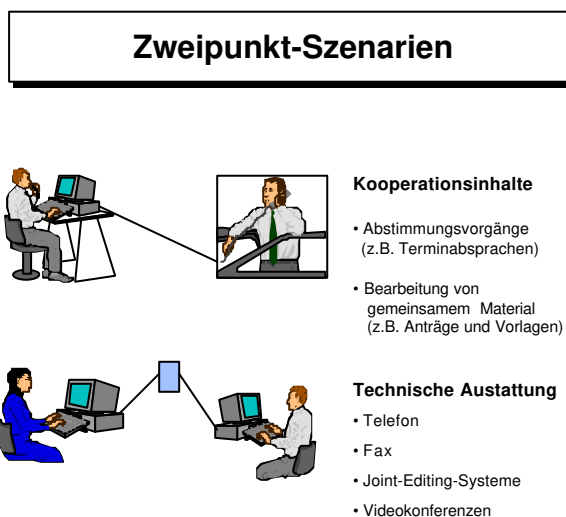 Zweipunkt-Szenarien
Kooperationsinhalte
• Abstimmungsvorgänge
(z.B. Terminabsprachen)
• Bearbeitung von
gemeinsamem Material
(z.B. Anträge und Vorlagen)
Technische Austattung
• Telefon
• Fax
• Joint-Editing-Systeme
• Videokonferenzen